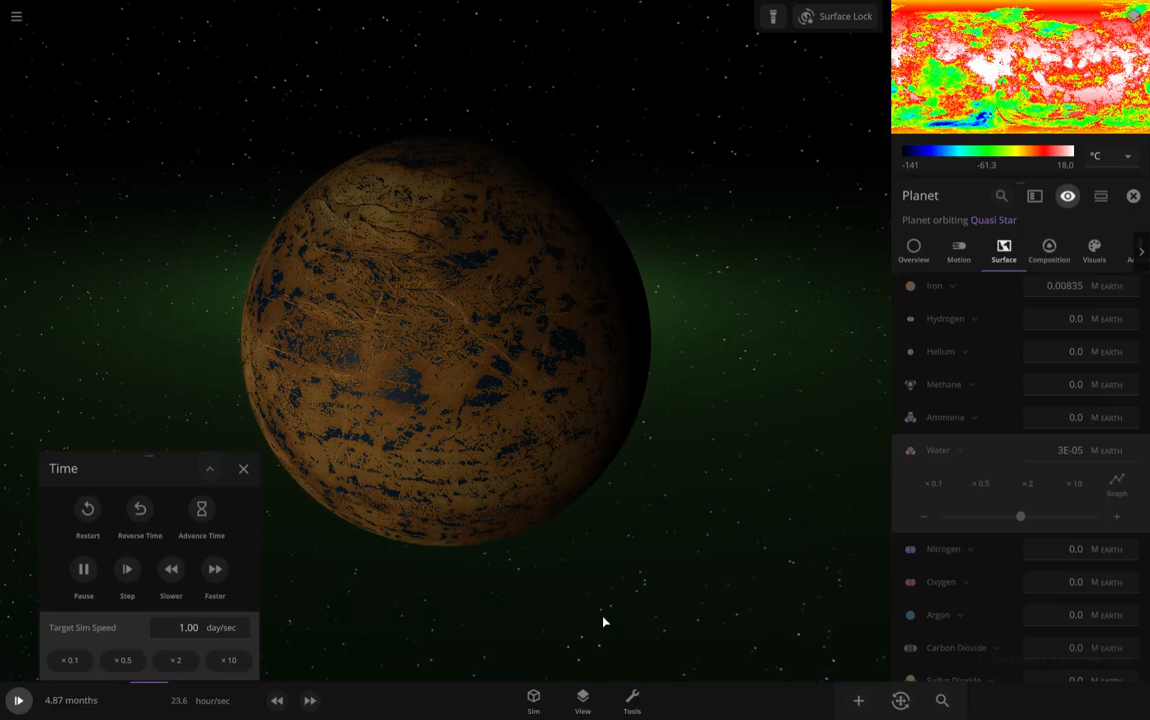 Surface Lock
°C
-141 -61.3 18.0
Planet
Planet orbiting Quasi Star
Overview Motion Surface Composition Visuals
Iron 0.00835 M EARTH
Hydrogen 0.0 M EARTH
Helium 0.0 M EARTH
Methane 0.0 M EARTH
Ammonia 0.0 M EARTH
Water 3E-05 M EARTH
× 0.1 × 0.5 × 2 × 10 Graph
Nitrogen 0.0 M EARTH
Oxygen 0.0 M EARTH
Argon 0.0 M EARTH
Carbon Dioxide 0.0 M EARTH
Sulfur Dioxide 0.0 M EARTH
Time
Restart Reverse Time Advance Time
Pause Step Slower Faster
Target Sim Speed 1.00 day/sec
× 0.1 × 0.5 × 2 × 10
4.87 months 23.6 hour/sec
Sim View Tools